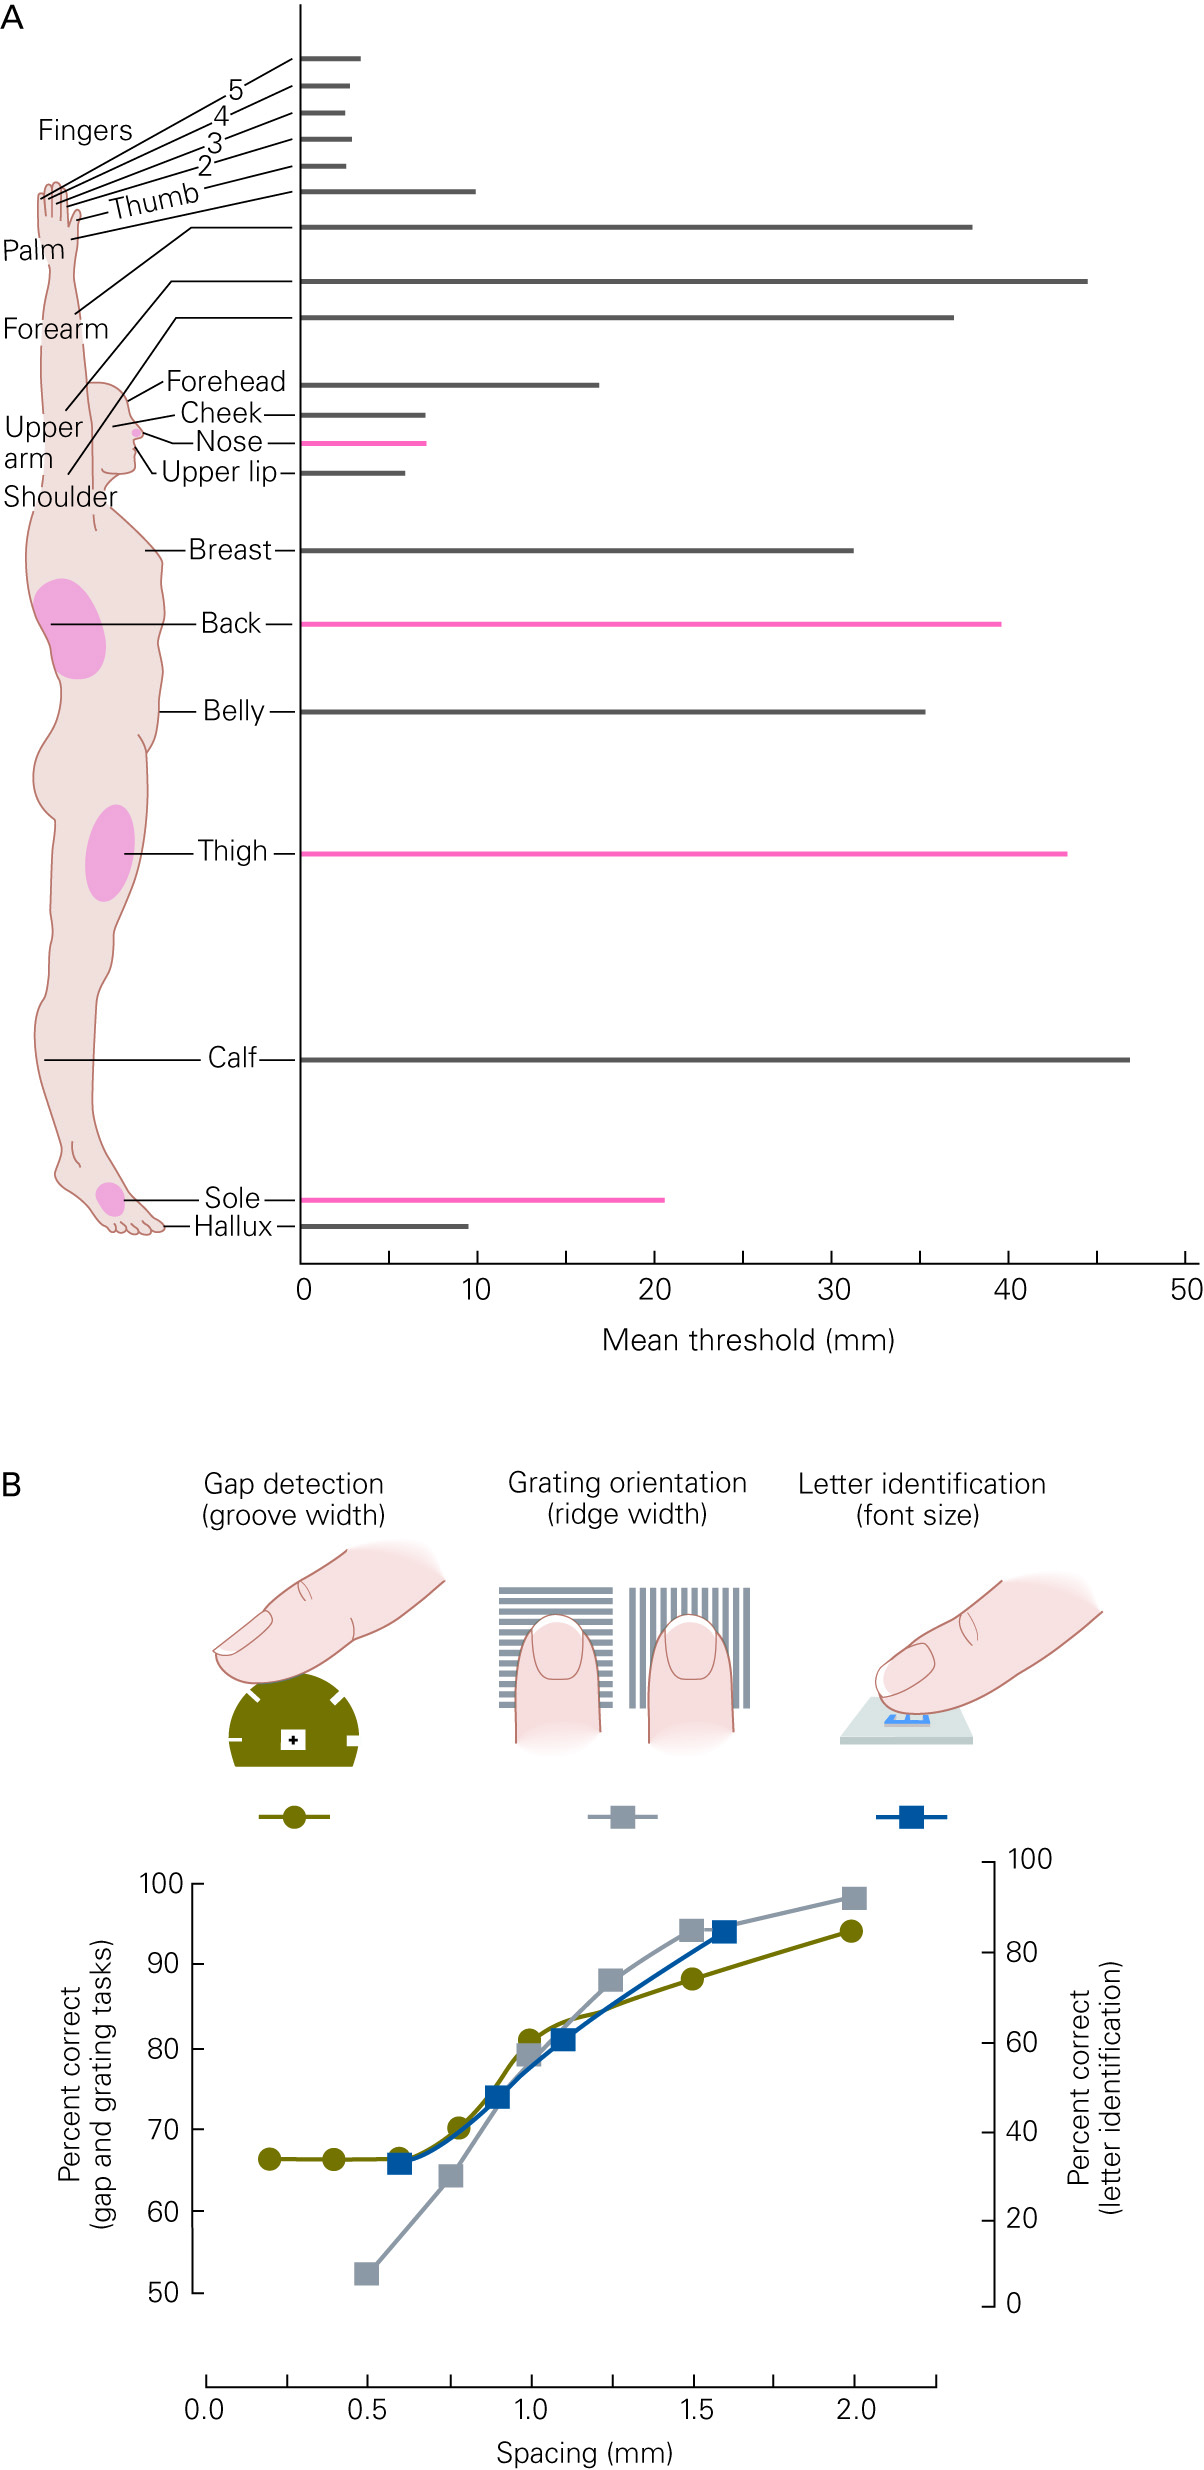 A
5
4
Fingers
3
2
Thumb
Palm
Forearm
Forehead
Cheek
Upper
arm
Nose
Upper lip
Shoulder
Breast
Back
Belly
Thigh
Calf
Sole
Hallux
0 10 20 30 40 50
Mean threshold (mm)
B
Gap detection
(groove width)
Grating orientation
(ridge width)
Letter identification
(font size)
100
90
80
70
60
50
Percent correct
(gap and grating tasks)
100
80
60
40
20
0
Percent correct
(letter identification)
0.0 0.5 1.0 1.5 2.0
Spacing (mm)